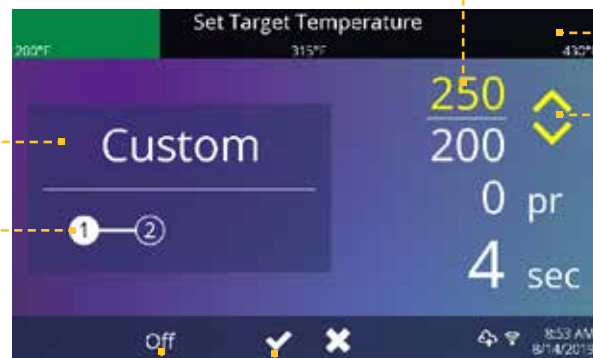 Set Target Temperature
200°F 315°F 430°F
250
200
Custom
0 pr
1 2
4 sec
Off
8:53 AM
8/14/2019